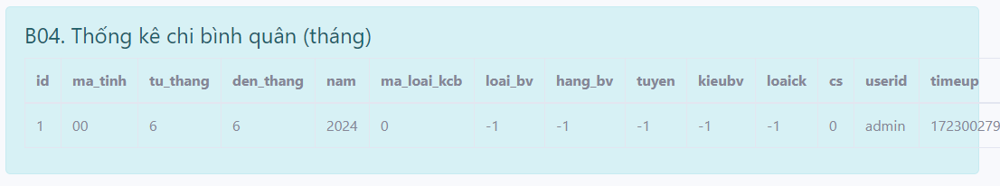 B04. Thống kê chi bình quân (tháng)
id ma_tinh tu_thang den_thang nam ma_loai_kcb loai_bv hang_bv tuyen kieubv loaick cs userid timeup
1 00 6 6 2024 0 -1 -1 -1 -1 -1 0 admin 172300279